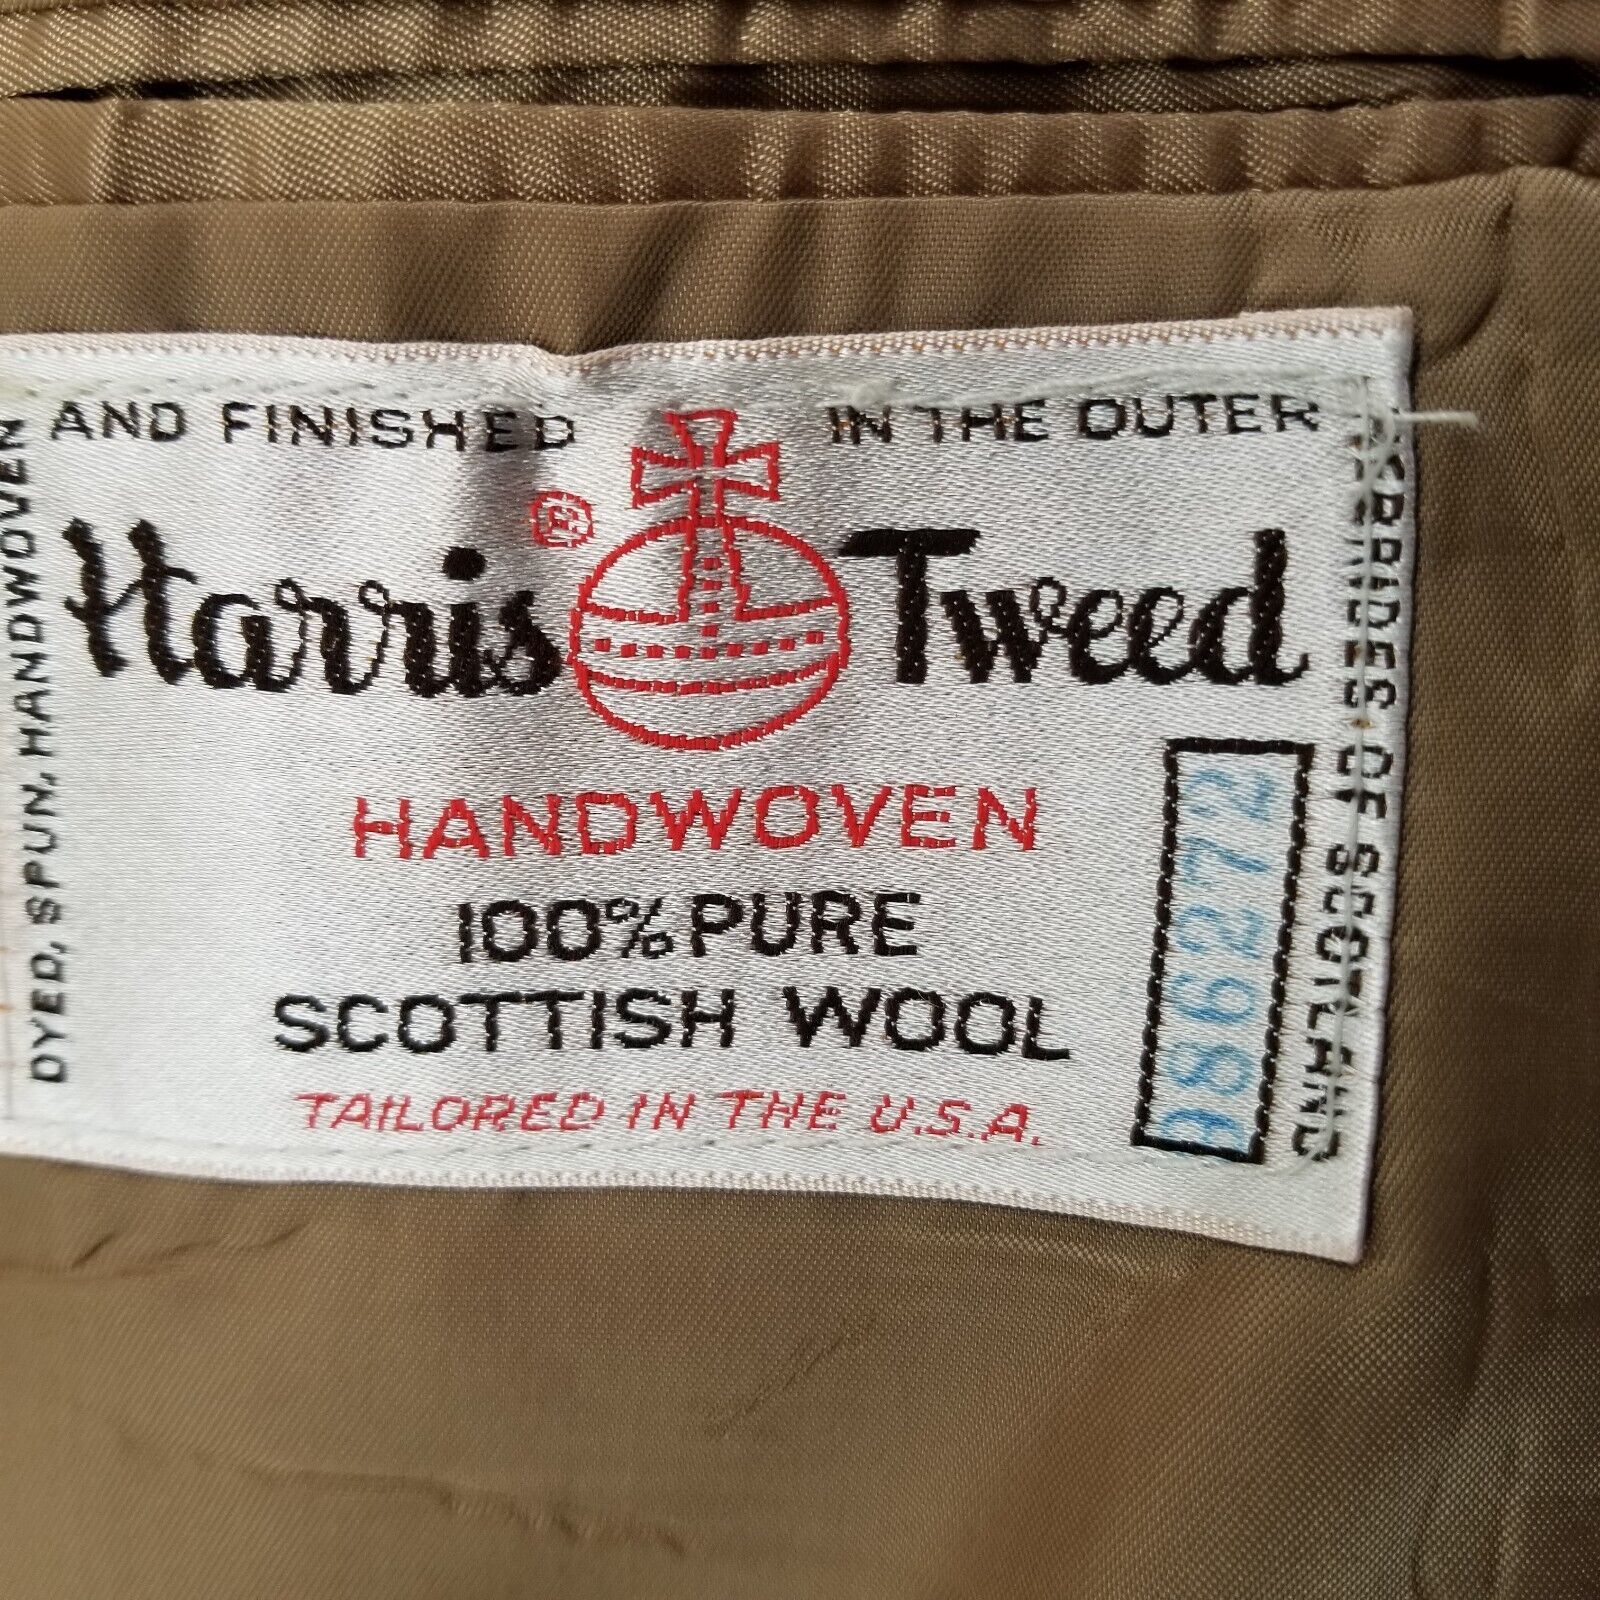 DYED, SPUN, HANDWOVEN
AND FINISHED IN THE OUTER
HEBRIDES OF SCOTLAND
Harris ® Tweed
HANDWOVEN
100% PURE
SCOTTISH WOOL
TAILORED IN THE U.S.A.